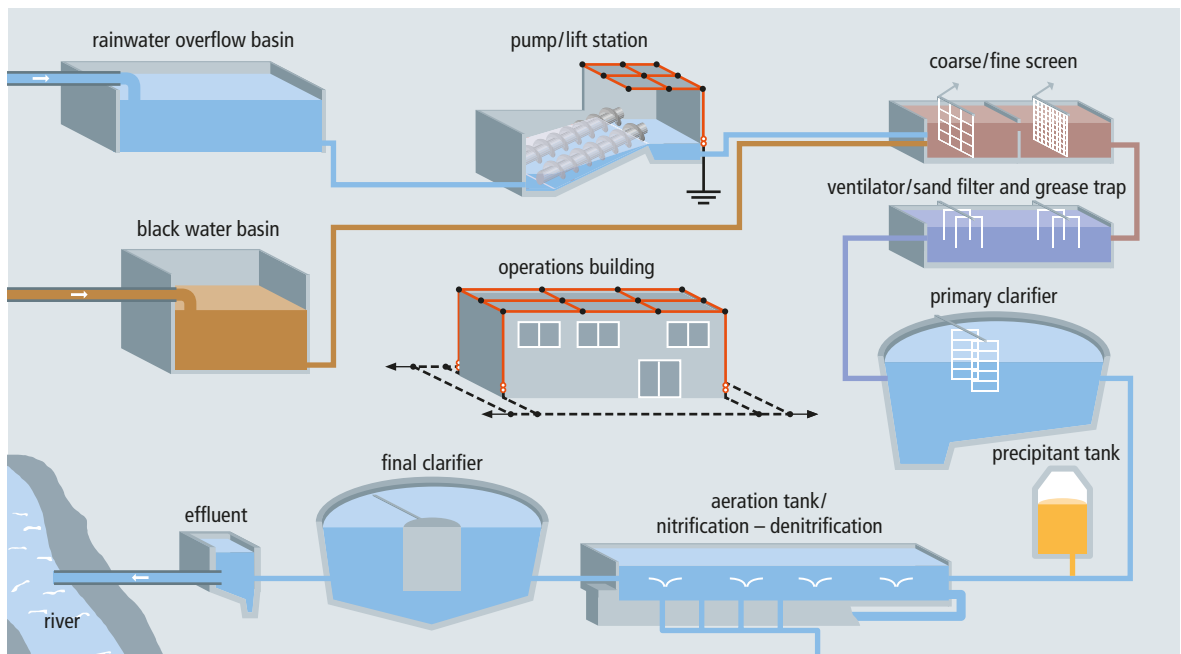 rainwater overflow basin
pump/lift station
coarse/fine screen
ventilator/sand filter and grease trap
black water basin
operations building
primary clarifier
precipitant tank
final clarifier
aeration tank/
nitrification – denitrification
effluent
river